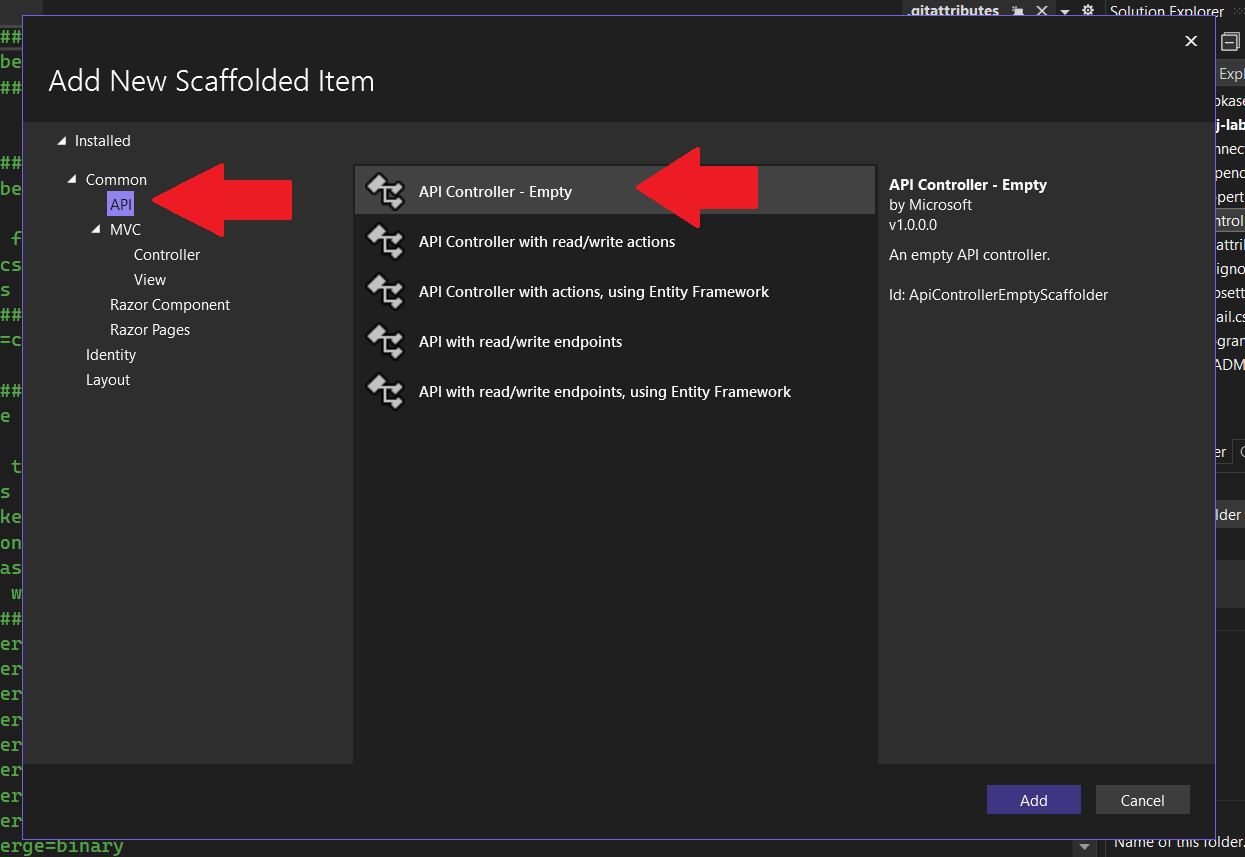 .gitattributes
Solution Explorer
Add New Scaffolded Item
Installed
Common
API
MVC
Controller
View
Razor Component
Razor Pages
Identity
Layout
API Controller - Empty
API Controller with read/write actions
API Controller with actions, using Entity Framework
API with read/write endpoints
API with read/write endpoints, using Entity Framework
API Controller - Empty
by Microsoft
v1.0.0.0
An empty API controller.
Id: ApiControllerEmptyScaffolder
Add
Cancel
erge=binary
Name of this folder.